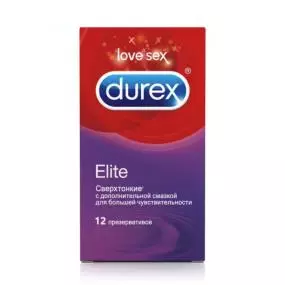 love sex
durex®
Elite
Сверхтонкие
с дополнительной смазкой
для большей чувствительности
12 презервативов